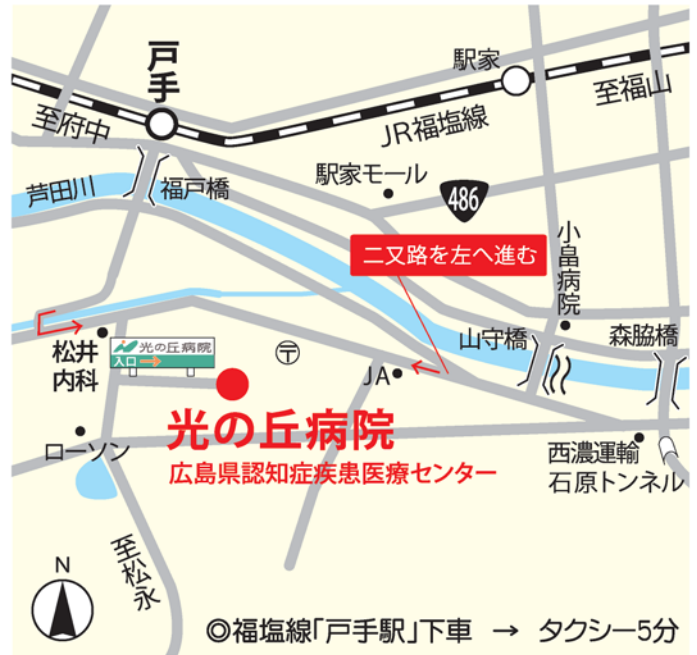 戸手
駅家
至府中
JR福塩線
至福山
芦田川
福戸橋
駅家モール
486
二又路を左へ進む
小畠病院
山守橋
森脇橋
松井
内科
光の丘病院
入口→
〒
JA
光の丘病院
広島県認知症疾患医療センター
ローソン
西濃運輸
石原トンネル
至松永
N
◎福塩線「戸手駅」下車 → タクシー5分